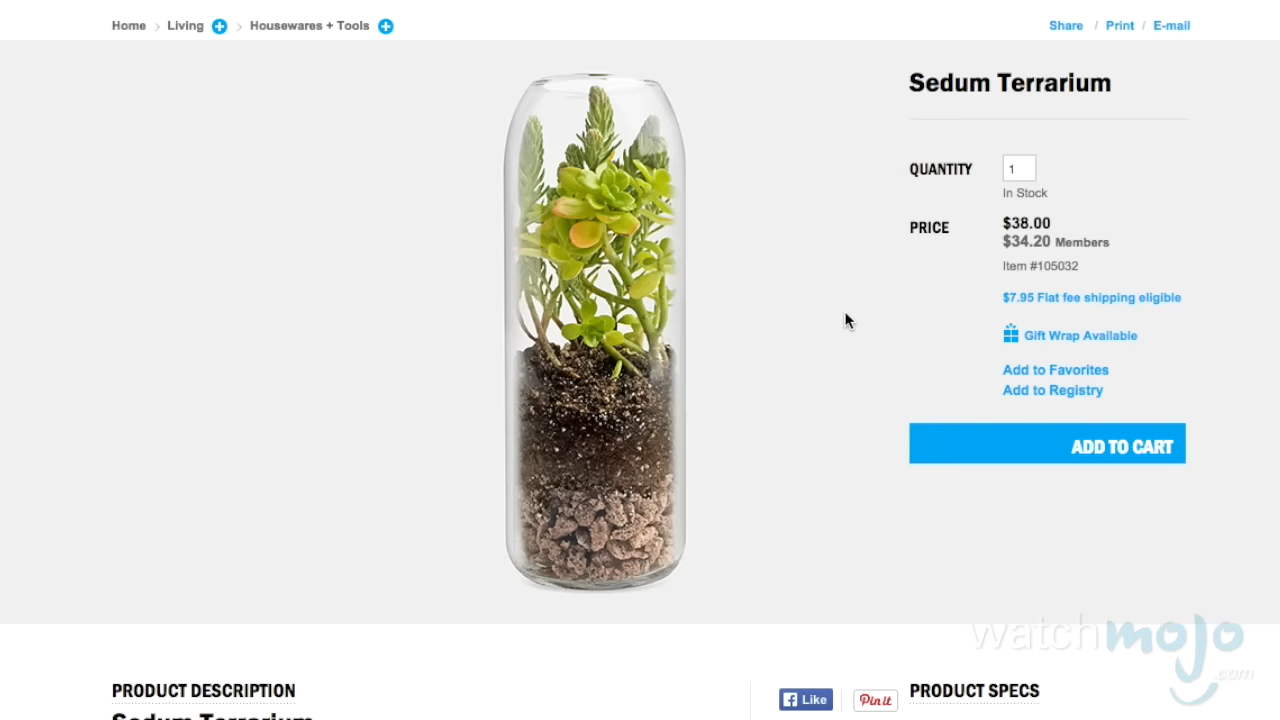 Home > Living > Housewares + Tools
Share / Print / E-mail
Sedum Terrarium
QUANTITY 1
In Stock
PRICE $38.00
$34.20 Members
Item #105032
$7.95 Flat fee shipping eligible
Gift Wrap Available
Add to Favorites
Add to Registry
ADD TO CART
watchmojo.com
PRODUCT DESCRIPTION
Like
Pin it
PRODUCT SPECS
Sedum Terrarium